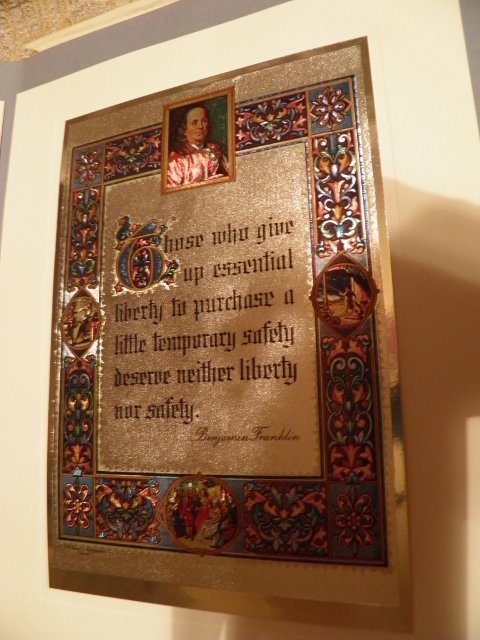 Those who give
up essential
liberty to purchase a
little temporary safety
deserve neither liberty
nor safety.
Benjamin Franklin